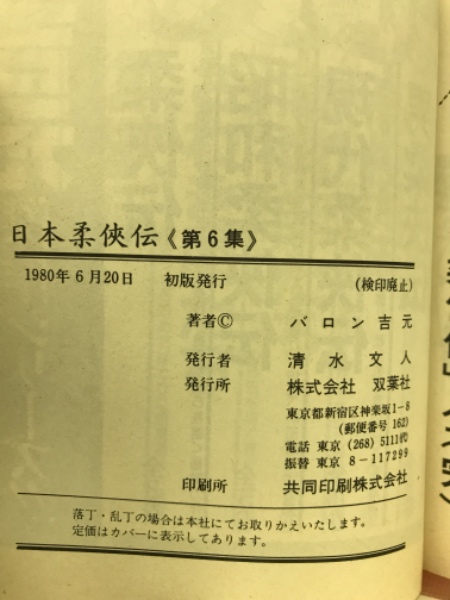 日本柔侠伝《第6集》
1980年6月20日 初版発行 (検印廃止)
著者© バロン吉元
発行者 清水文人
発行所 株式会社 双葉社
東京都新宿区神楽坂1-8
(郵便番号 162)
電話 東京 (268) 5111代
振替 東京 8-117299
印刷所 共同印刷株式会社
落丁・乱丁の場合は本社にてお取りかえいたします。
定価はカバーに表示してあります。